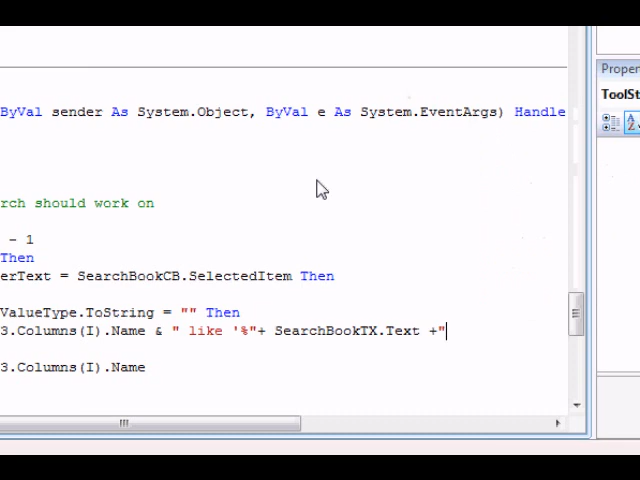 Proper
ToolSt
ByVal sender As System.Object, ByVal e As System.EventArgs) Handle
rch should work on
- 1
Then
erText = SearchBookCB.SelectedItem Then
ValueType.ToString = "" Then
3.Columns(I).Name & " like '%"+ SearchBookTX.Text +"
3.Columns(I).Name